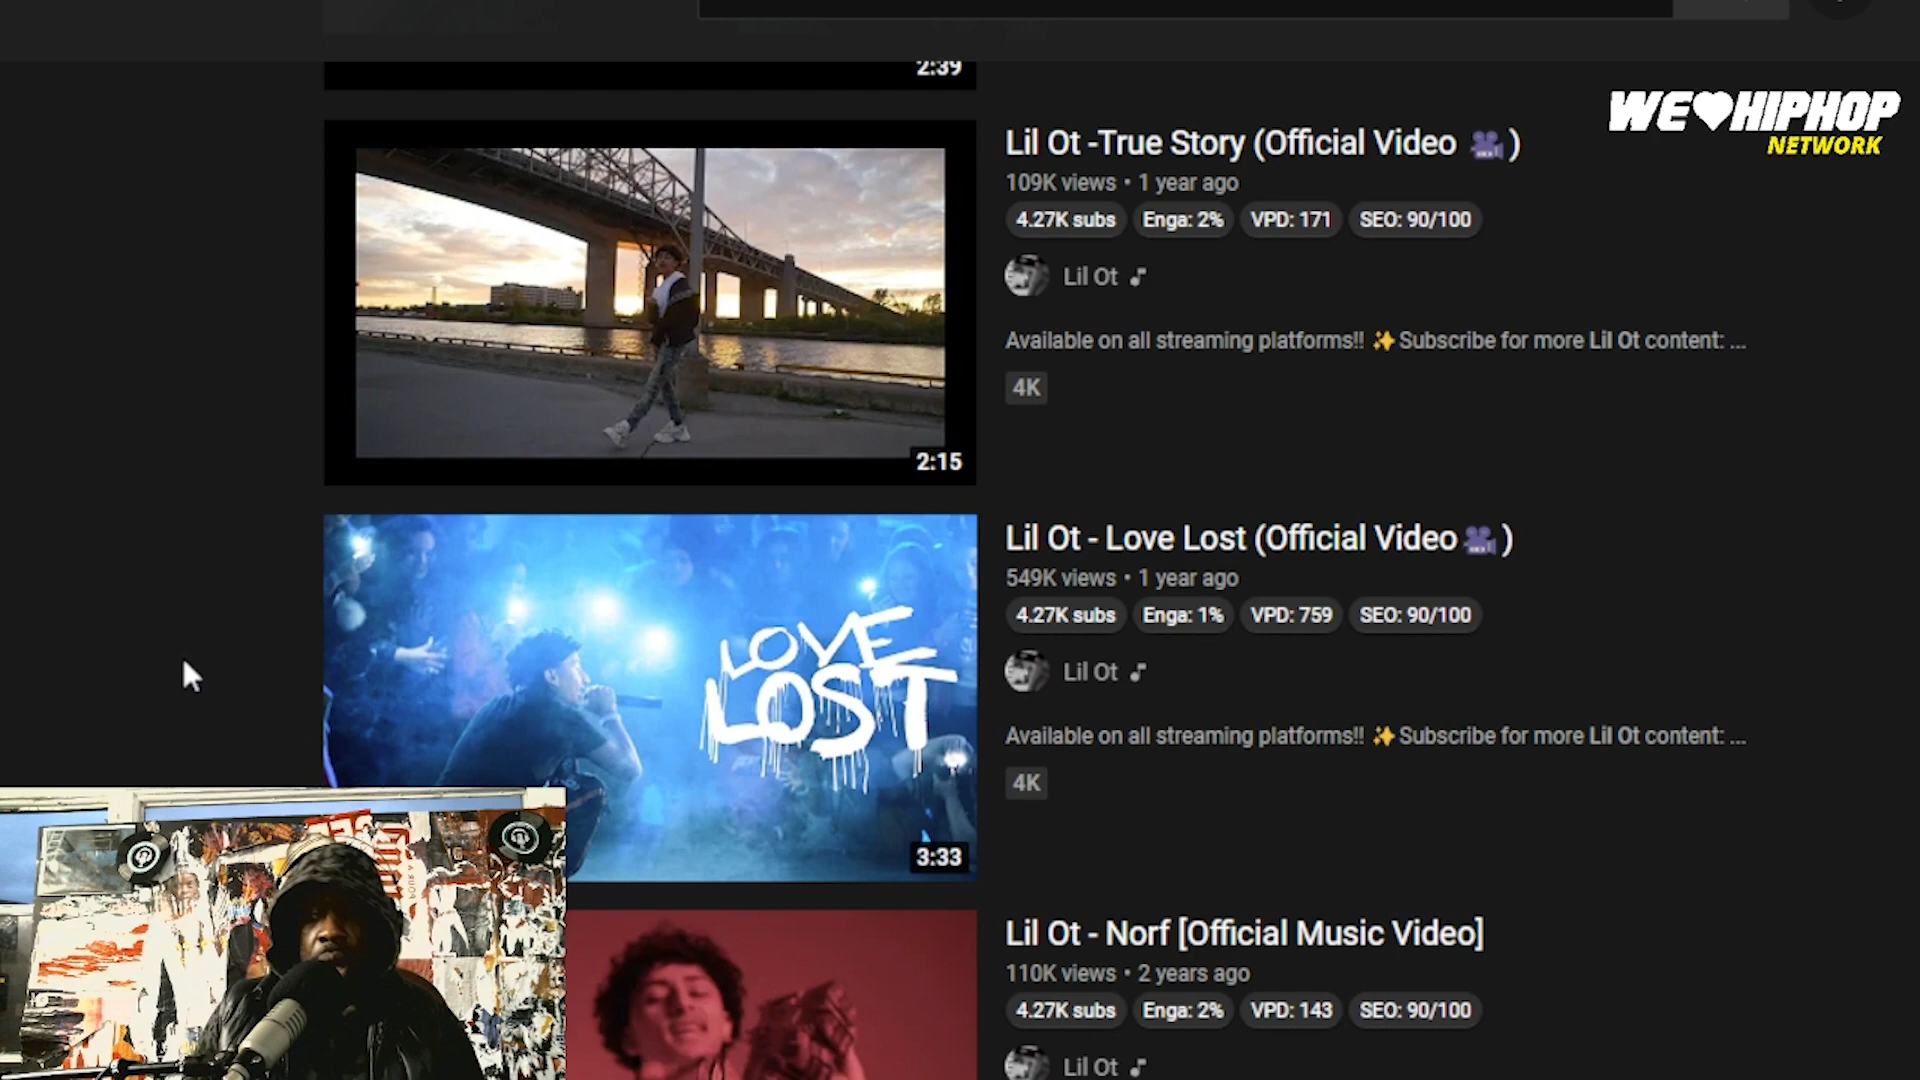 2:39
WE HIPHOP
NETWORK
Lil Ot -True Story (Official Video 🎥 )
109K views • 1 year ago
4.27K subs Enga: 2% VPD: 171 SEO: 90/100
Lil Ot
Available on all streaming platforms!! ✨Subscribe for more Lil Ot content: ...
4K
2:15
Lil Ot - Love Lost (Official Video🎥 )
549K views • 1 year ago
4.27K subs Enga: 1% VPD: 759 SEO: 90/100
Lil Ot
LOVE
LOST
Available on all streaming platforms!! ✨Subscribe for more Lil Ot content: ...
4K
3:33
Lil Ot - Norf [Official Music Video]
110K views • 2 years ago
4.27K subs Enga: 2% VPD: 143 SEO: 90/100
Lil Ot